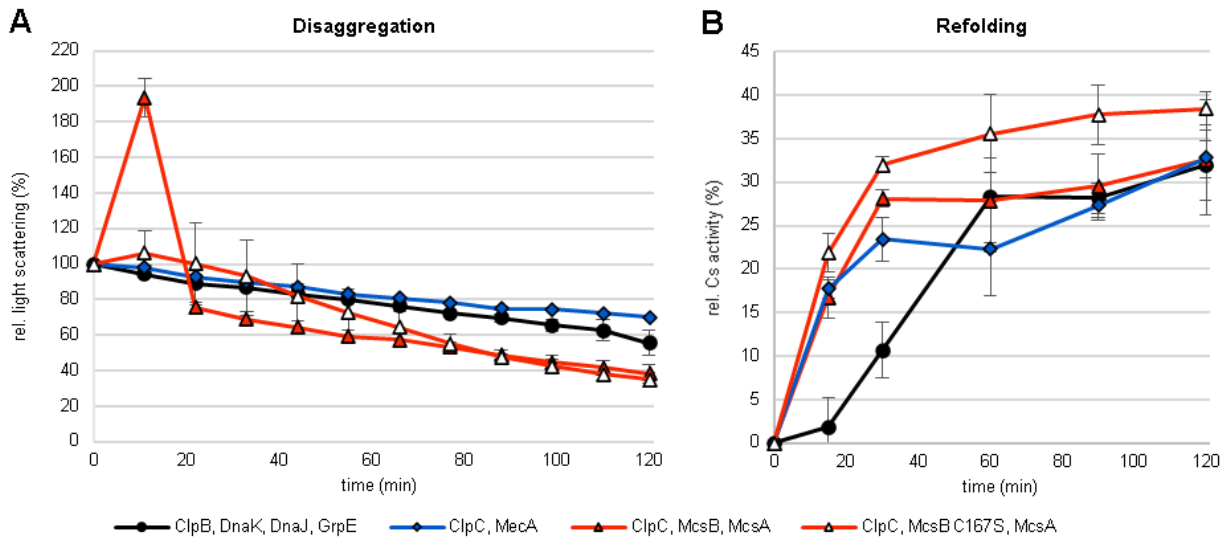 A
Disaggregation
rel. light scattering (%)
220
200
180
160
140
120
100
80
60
40
20
0
0 20 40 60 80 100 120
time (min)
B
Refolding
rel. Cs activity (%)
45
40
35
30
25
20
15
10
5
0
0 20 40 60 80 100 120
time (min)
ClpB, DnaK, DnaJ, GrpE ClpC, MecA ClpC, McsB, McsA ClpC, McsB C167S, McsA